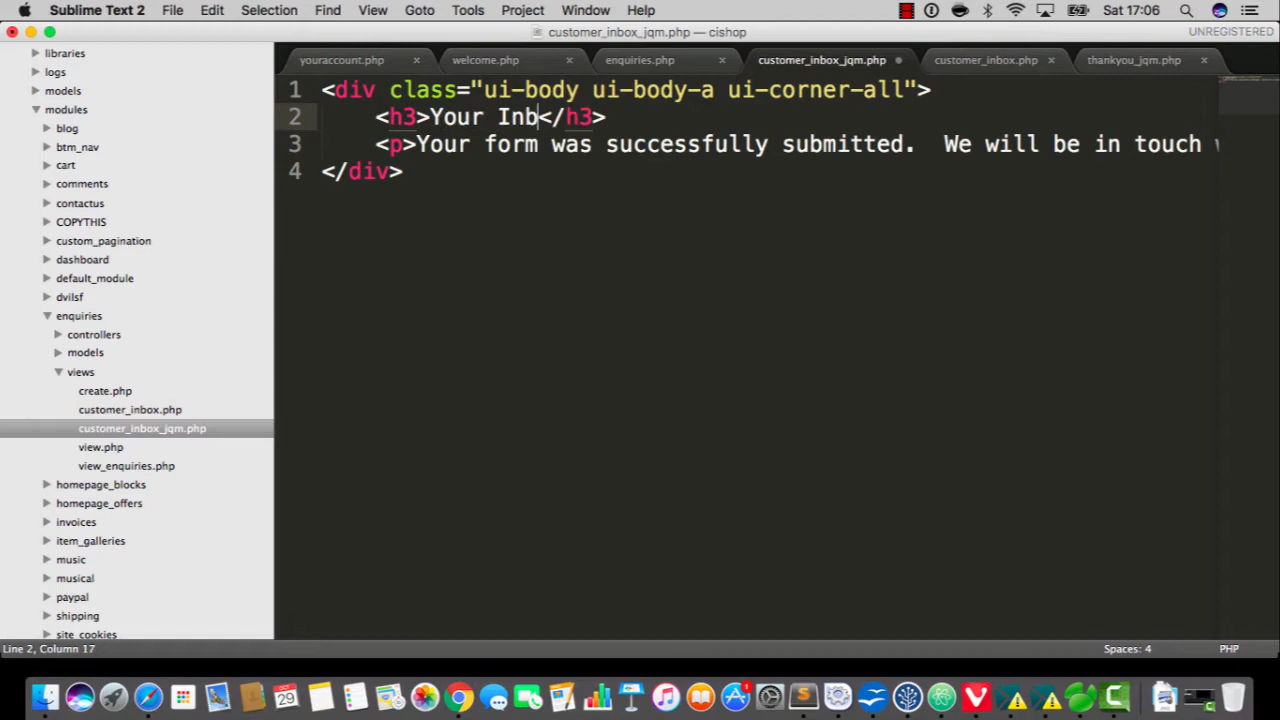 Sublime Text 2 File Edit Selection Find View Goto Tools Project Window Help Sat 17:06
customer_inbox_jqm.php — cishop UNREGISTERED
youraccount.php × welcome.php × enquiries.php × customer_inbox_jqm.php customer_inbox.php × thankyou_jqm.php ×
libraries
logs
models
modules
blog
btm_nav
cart
comments
contactus
COPYTHIS
custom_pagination
dashboard
default_module
dvilsf
enquiries
controllers
models
views
create.php
customer_inbox.php
customer_inbox_jqm.php
view.php
view_enquiries.php
homepage_blocks
homepage_offers
invoices
item_galleries
music
musical
paypal
shipping
site_cookies
1 <div class="ui-body ui-body-a ui-corner-all">
2 <h3>Your Inb</h3>
3 <p>Your form was successfully submitted. We will be in touch
4 </div>
Line 2, Column 17 Spaces: 4 PHP
OCT
29
1